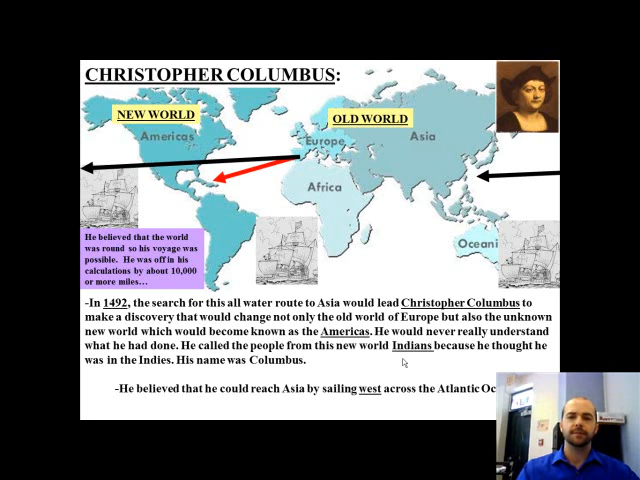 CHRISTOPHER COLUMBUS:
NEW WORLD
OLD WORLD
Americas
Europe
Asia
Africa
Oceani
He believed that the world
was round so his voyage was
possible. He was off in his
calculations by about 10,000
or more miles…
-In 1492, the search for this all water route to Asia would lead Christopher Columbus to
make a discovery that would change not only the old world of Europe but also the unknown
new world which would become known as the Americas. He would never really understand
what he had done. He called the people from this new world Indians because he thought he
was in the Indies. His name was Columbus.
-He believed that he could reach Asia by sailing west across the Atlantic Oc